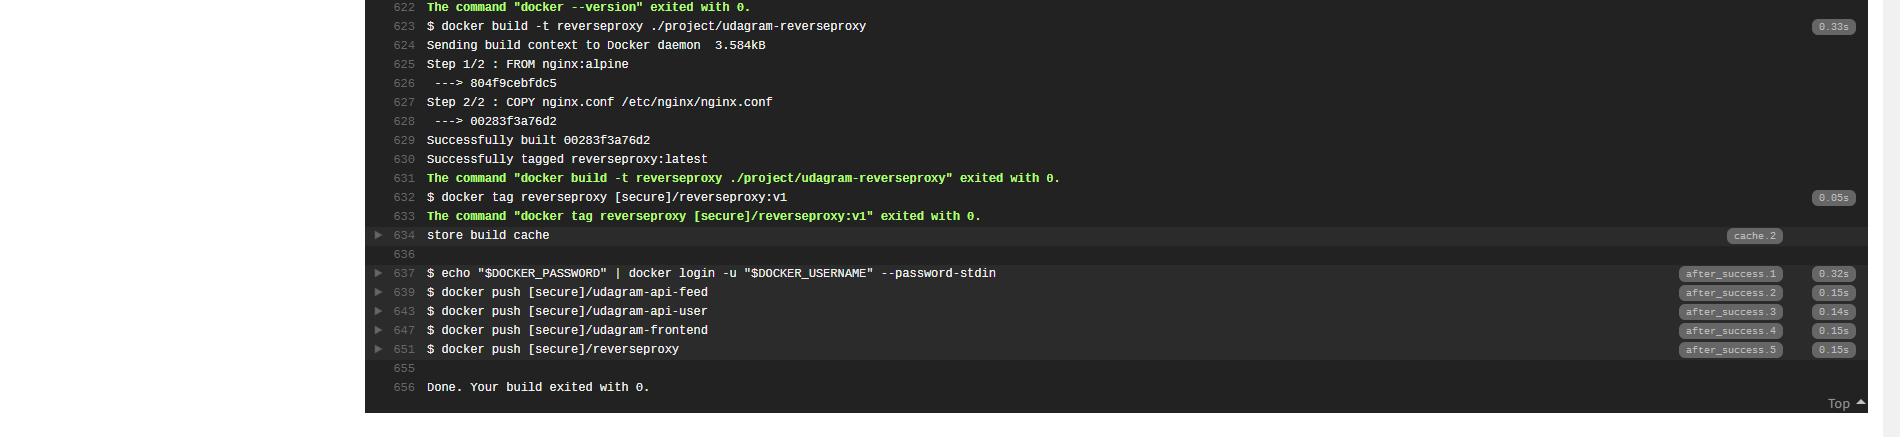 622 The command "docker --version" exited with 0.
623 $ docker build -t reverseproxy ./project/udagram-reverseproxy 0.33s
624 Sending build context to Docker daemon  3.584kB
625 Step 1/2 : FROM nginx:alpine
626  ---> 804f9cebfdc5
627 Step 2/2 : COPY nginx.conf /etc/nginx/nginx.conf
628  ---> 00283f3a76d2
629 Successfully built 00283f3a76d2
630 Successfully tagged reverseproxy:latest
631 The command "docker build -t reverseproxy ./project/udagram-reverseproxy" exited with 0.
632 $ docker tag reverseproxy [secure]/reverseproxy:v1 0.05s
633 The command "docker tag reverseproxy [secure]/reverseproxy:v1" exited with 0.
634 store build cache cache.2
636
637 $ echo "$DOCKER_PASSWORD" | docker login -u "$DOCKER_USERNAME" --password-stdin after_success.1 0.32s
639 $ docker push [secure]/udagram-api-feed after_success.2 0.15s
643 $ docker push [secure]/udagram-api-user after_success.3 0.14s
647 $ docker push [secure]/udagram-frontend after_success.4 0.15s
651 $ docker push [secure]/reverseproxy after_success.5 0.15s
655
656 Done. Your build exited with 0.
Top